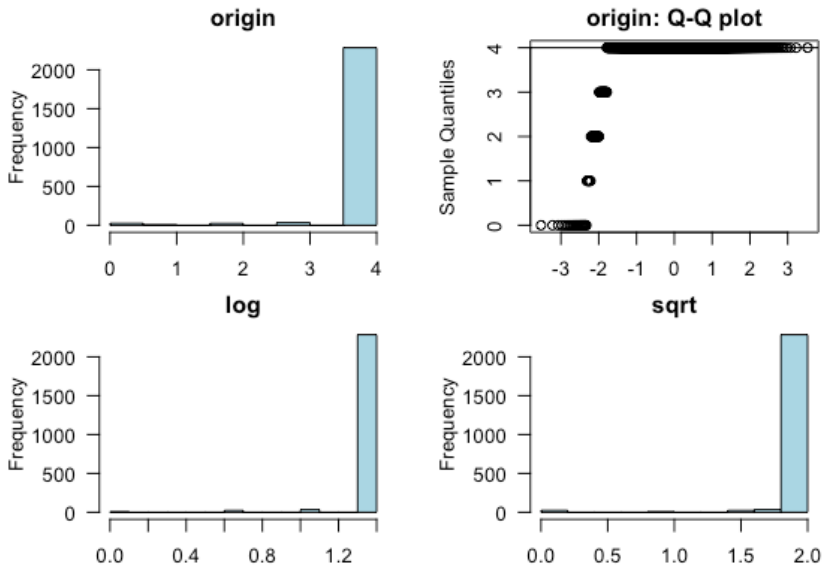 origin
Frequency
2000
1500
1000
500
0
0 1 2 3 4
origin: Q-Q plot
Sample Quantiles
4
3
2
1
0
-3 -2 -1 0 1 2 3
log
Frequency
2000
1500
1000
500
0
0.0 0.4 0.8 1.2
sqrt
Frequency
2000
1500
1000
500
0
0.0 0.5 1.0 1.5 2.0